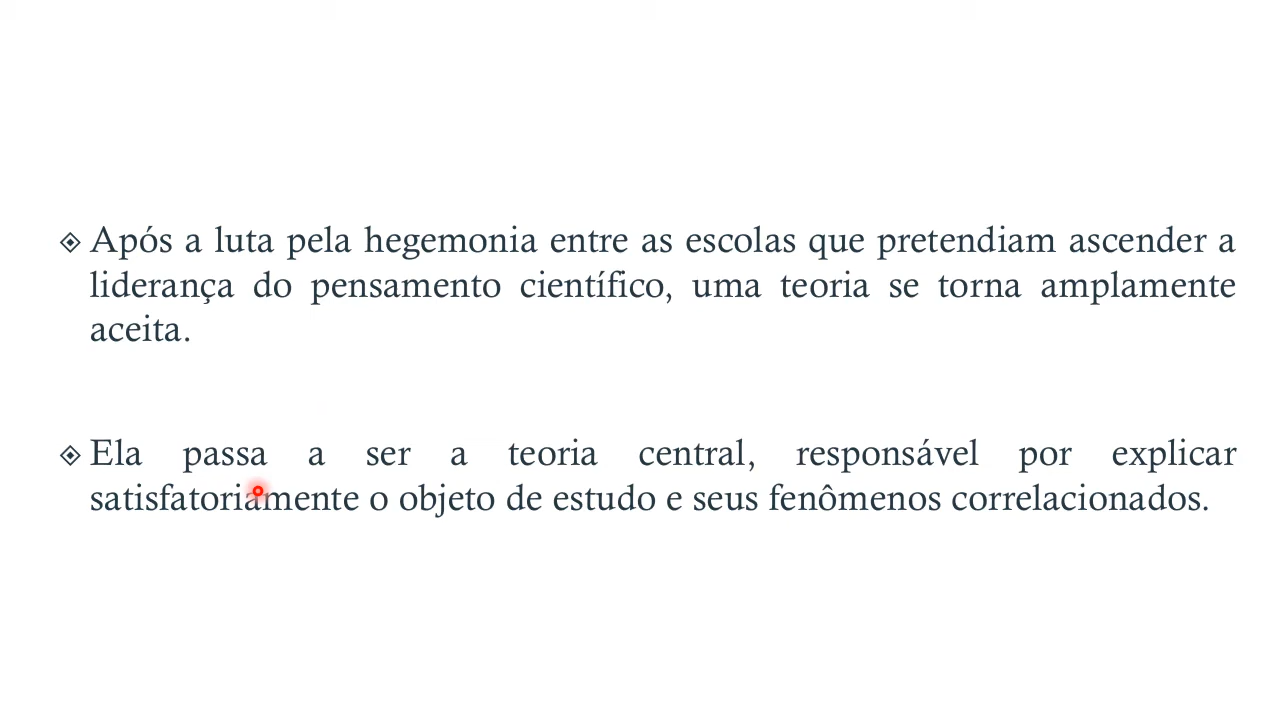 Após a luta pela hegemonia entre as escolas que pretendiam ascender a
liderança do pensamento científico, uma teoria se torna amplamente
aceita.
Ela passa a ser a teoria central, responsável por explicar
satisfatoriamente o objeto de estudo e seus fenômenos correlacionados.